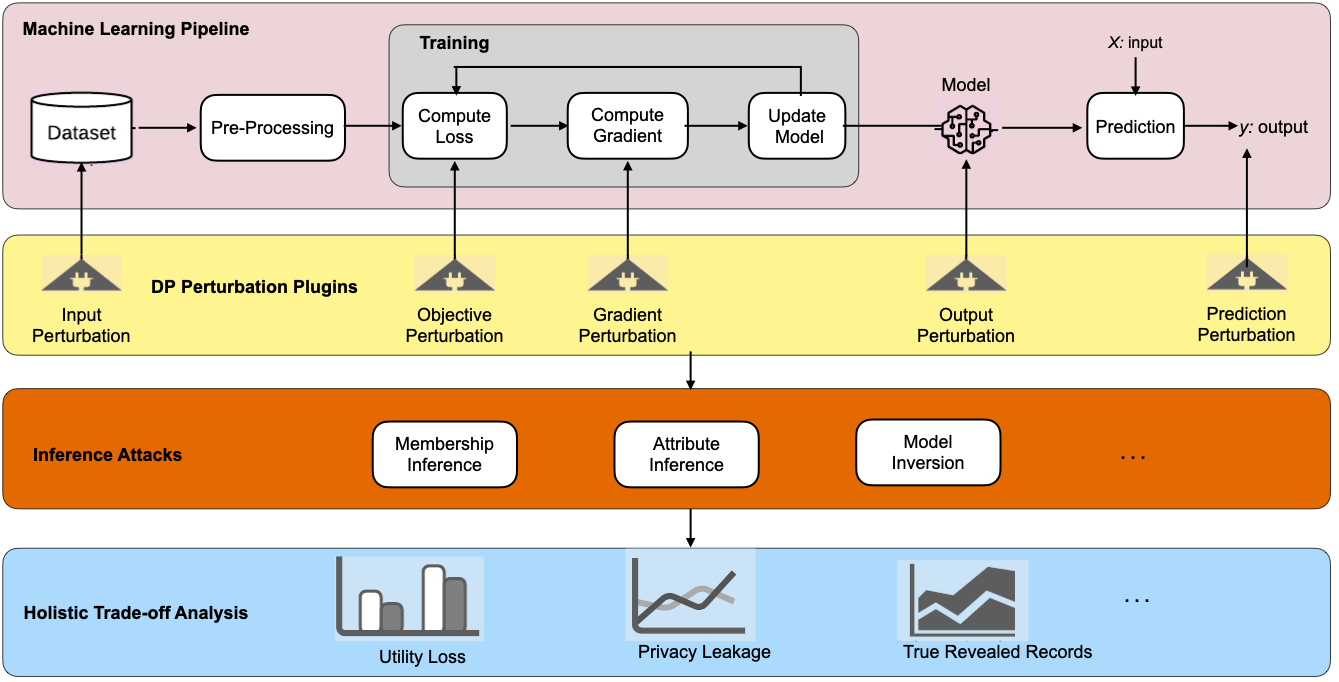 Machine Learning Pipeline
Training
X: input
Dataset
Pre-Processing
Compute
Loss
Compute
Gradient
Update
Model
Model
Prediction
y: output
DP Perturbation Plugins
Input
Perturbation
Objective
Perturbation
Gradient
Perturbation
Output
Perturbation
Prediction
Perturbation
Inference Attacks
Membership
Inference
Attribute
Inference
Model
Inversion
...
Holistic Trade-off Analysis
Utility Loss
Privacy Leakage
True Revealed Records
...